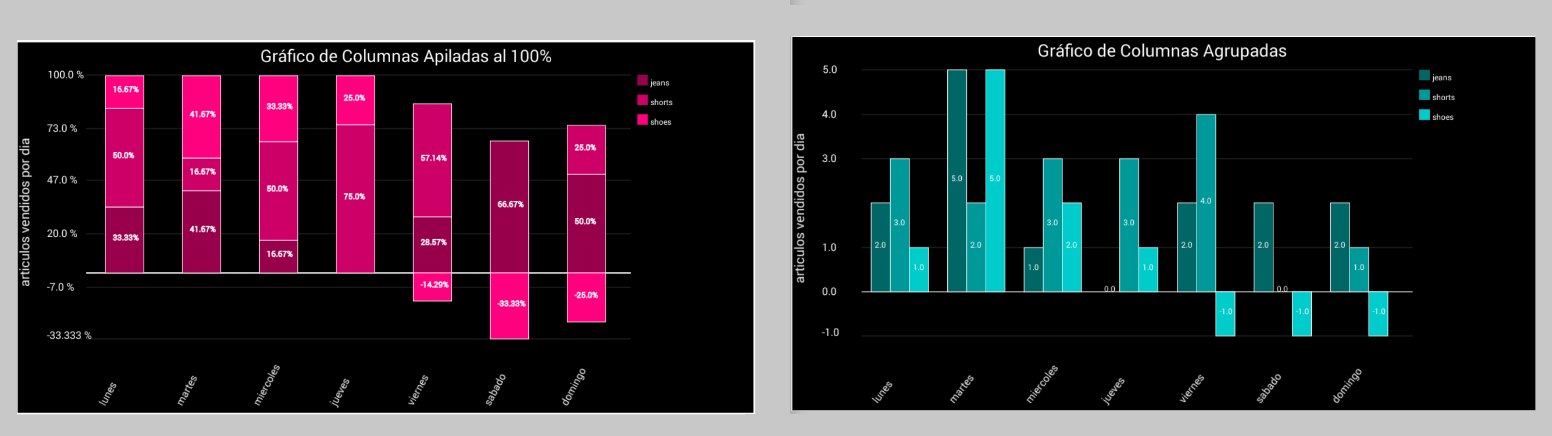 Gráfico de Columnas Apiladas al 100%
articulos vendidos por dia
100.0 %
73.0 %
47.0 %
20.0 %
-7.0 %
-33.333 %
16.67%
50.0%
33.33%
41.67%
16.67%
41.67%
33.33%
50.0%
16.67%
25.0%
75.0%
57.14%
28.57%
-14.29%
66.67%
-33.33%
25.0%
50.0%
-25.0%
jeans
shorts
shoes
lunes
martes
miercoles
jueves
viernes
sabado
domingo
Gráfico de Columnas Agrupadas
articulos vendidos por dia
5.0
4.0
3.0
1.0
0.0
-1.0
2.0
3.0
1.0
5.0
2.0
5.0
1.0
3.0
2.0
0.0
3.0
1.0
2.0
4.0
-1.0
2.0
0.0
-1.0
2.0
1.0
-1.0
jeans
shorts
shoes
lunes
martes
miercoles
jueves
viernes
sabado
domingo